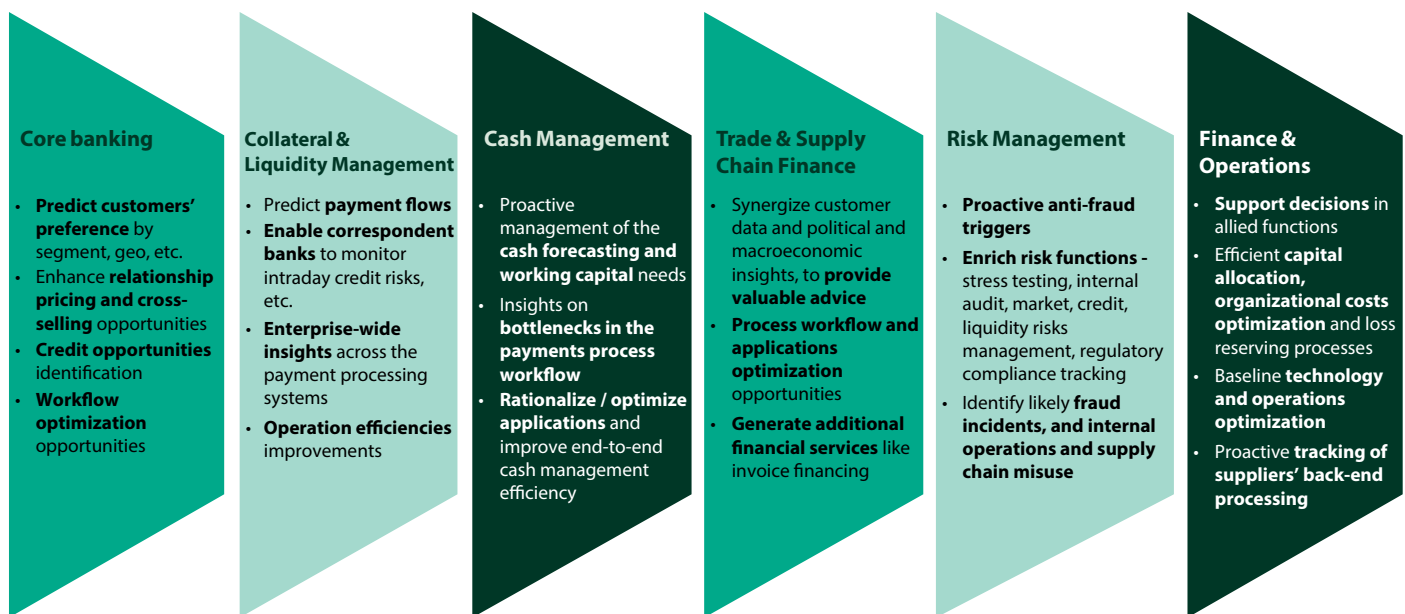 Core banking
• Predict customers’
preference by
segment, geo, etc.
• Enhance relationship
pricing and cross-
selling opportunities
• Credit opportunities
identification
• Workflow
optimization
opportunities
Collateral &
Liquidity Management
• Predict payment flows
• Enable correspondent
banks to monitor
intraday credit risks,
etc.
• Enterprise-wide
insights across the
payment processing
systems
• Operation efficiencies
improvements
Cash Management
• Proactive
management of the
cash forecasting and
working capital needs
• Insights on
bottlenecks in the
payments process
workflow
• Rationalize / optimize
applications and
improve end-to-end
cash management
efficiency
Trade & Supply
Chain Finance
• Synergize customer
data and political and
macroeconomic
insights, to provide
valuable advice
• Process workflow and
applications
optimization
opportunities
• Generate additional
financial services like
invoice financing
Risk Management
• Proactive anti-fraud
triggers
• Enrich risk functions -
stress testing, internal
audit, market, credit,
liquidity risks
management, regulatory
compliance tracking
• Identify likely fraud
incidents, and internal
operations and supply
chain misuse
Finance &
Operations
• Support decisions in
allied functions
• Efficient capital
allocation,
organizational costs
optimization and loss
reserving processes
• Baseline technology
and operations
optimization
• Proactive tracking of
suppliers’ back-end
processing